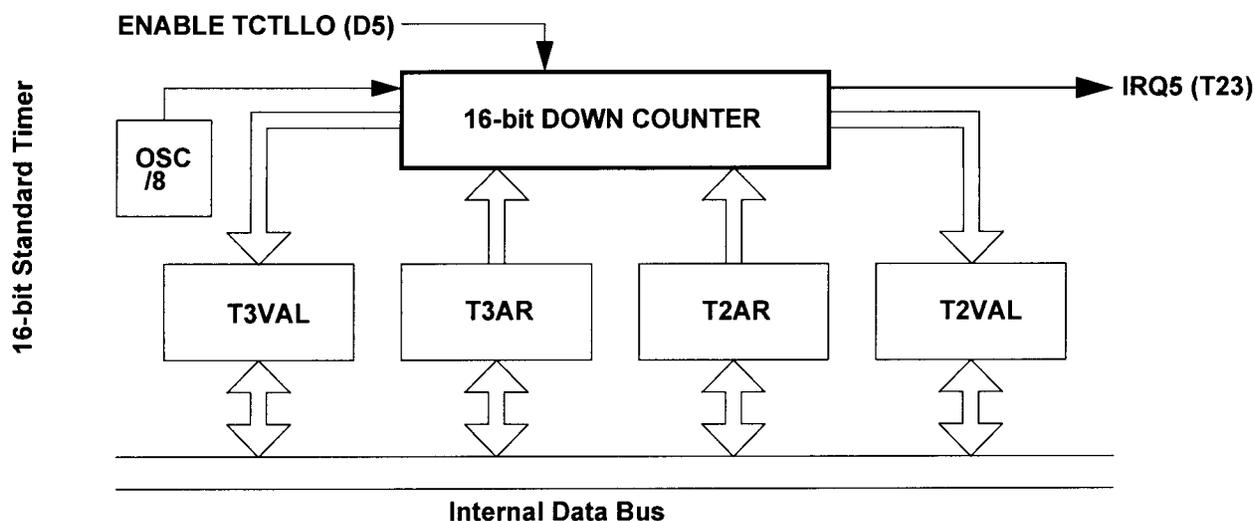 16-bit Standard Timer
ENABLE TCTLLO (D5)
16-bit DOWN COUNTER
IRQ5 (T23)
OSC
/8
T3VAL
T3AR
T2AR
T2VAL
Internal Data Bus